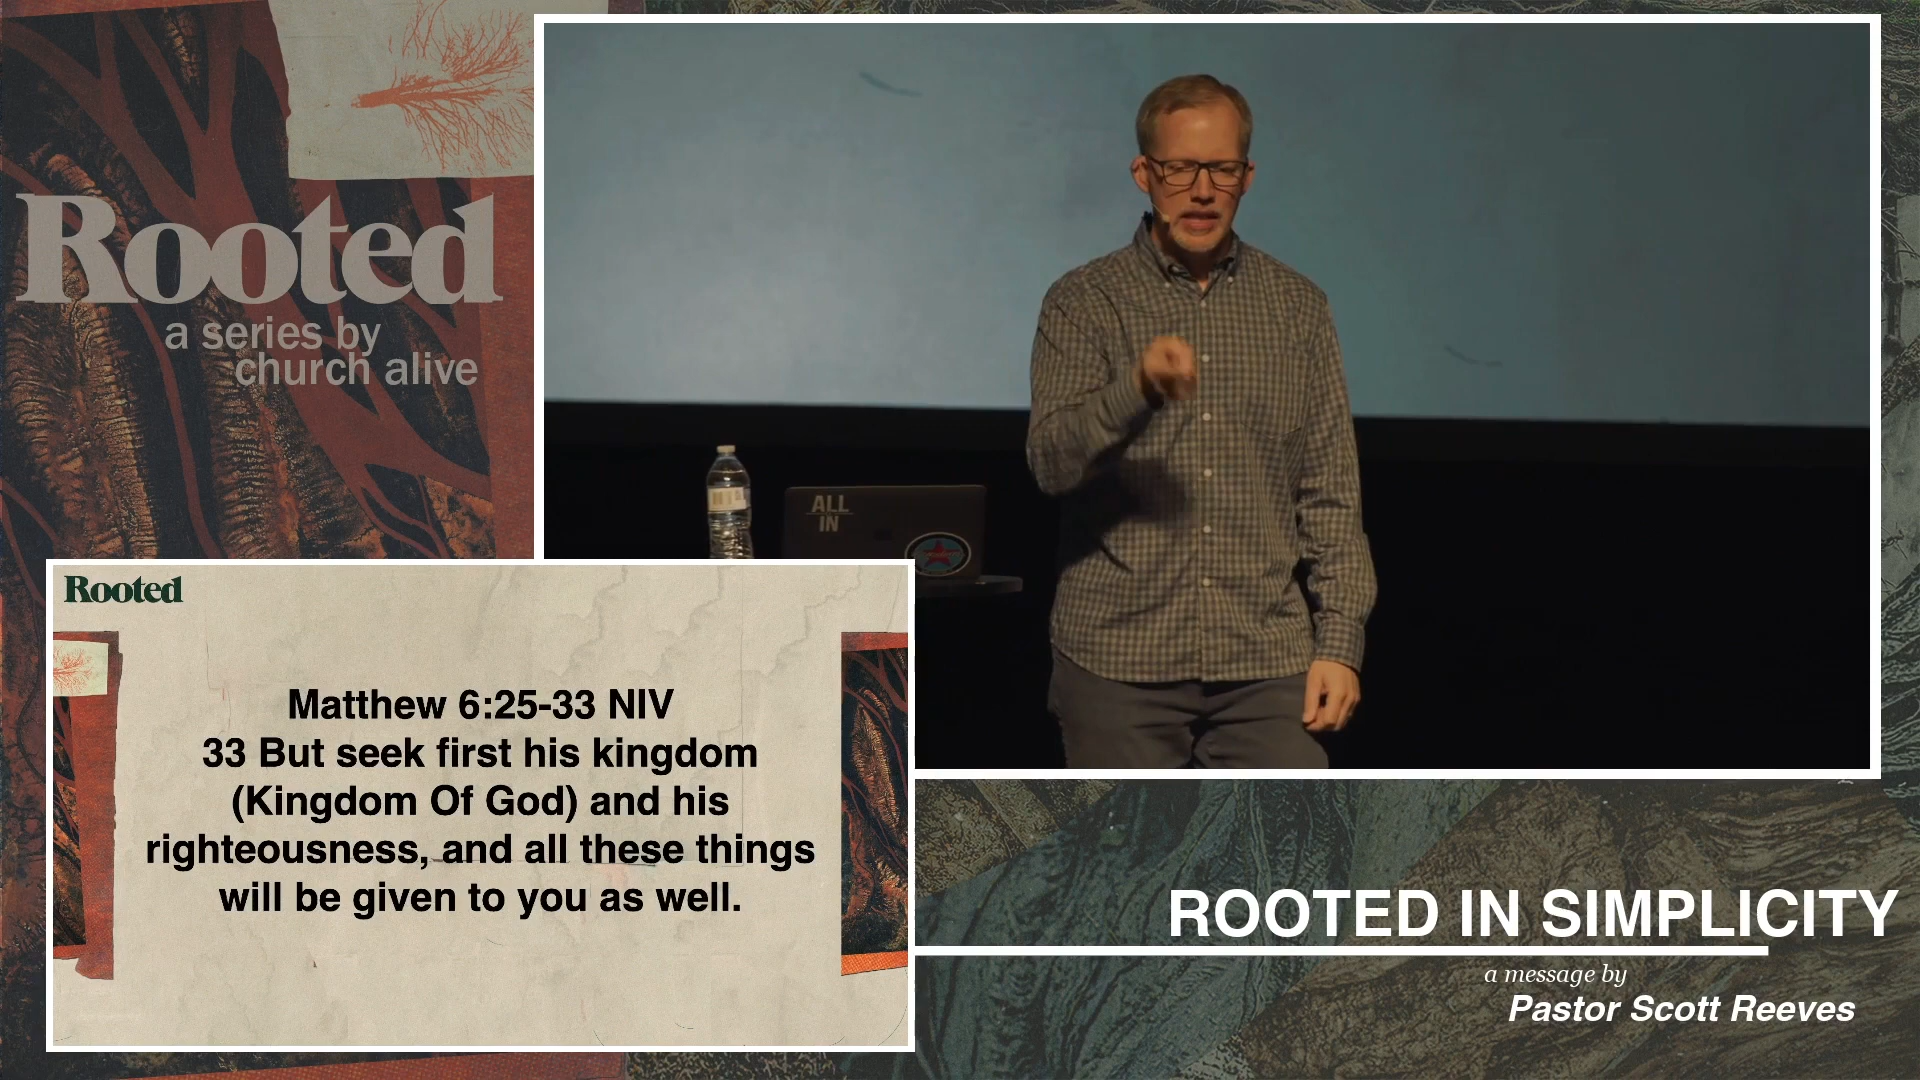 Rooted
a series by
church alive
ALL
IN
Rooted
Matthew 6:25-33 NIV
33 But seek first his kingdom
(Kingdom Of God) and his
righteousness, and all these things
will be given to you as well.
ROOTED IN SIMPLICITY
a message by
Pastor Scott Reeves